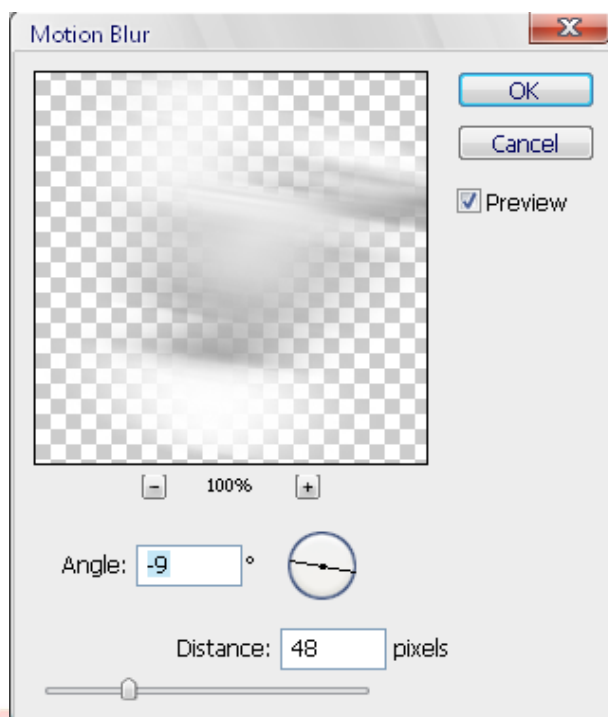 Motion Blur
OK
Cancel
Preview
- 100% +
Angle: -9 °
Distance: 48 pixels